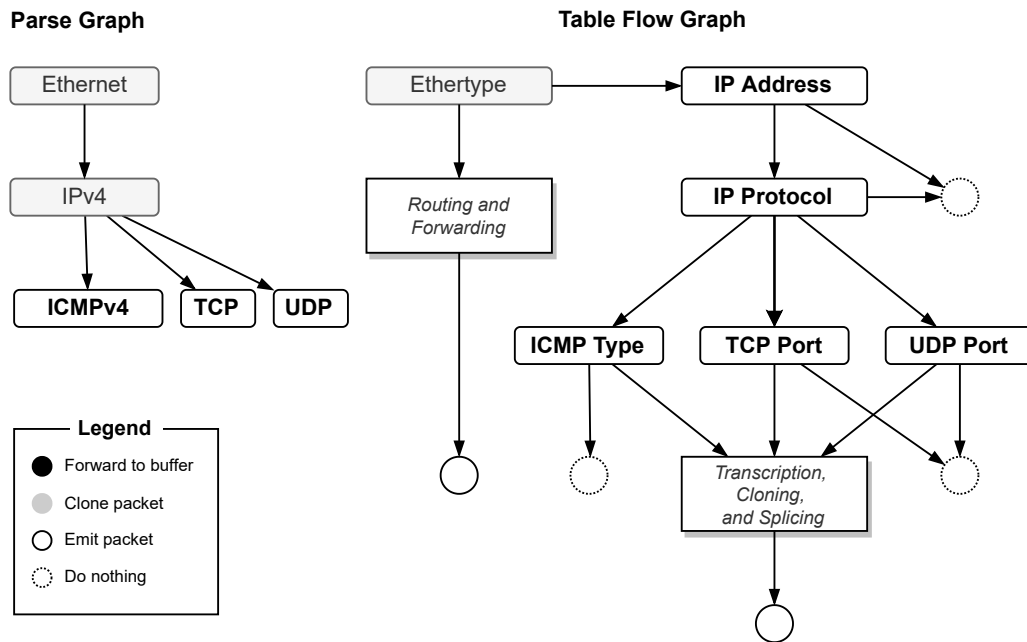 Parse Graph
Ethernet
IPv4
ICMPv4
TCP
UDP
Legend
Forward to buffer
Clone packet
Emit packet
Do nothing
Table Flow Graph
Ethertype
IP Address
Routing and
Forwarding
IP Protocol
ICMP Type
TCP Port
UDP Port
Transcription,
Cloning,
and Splicing